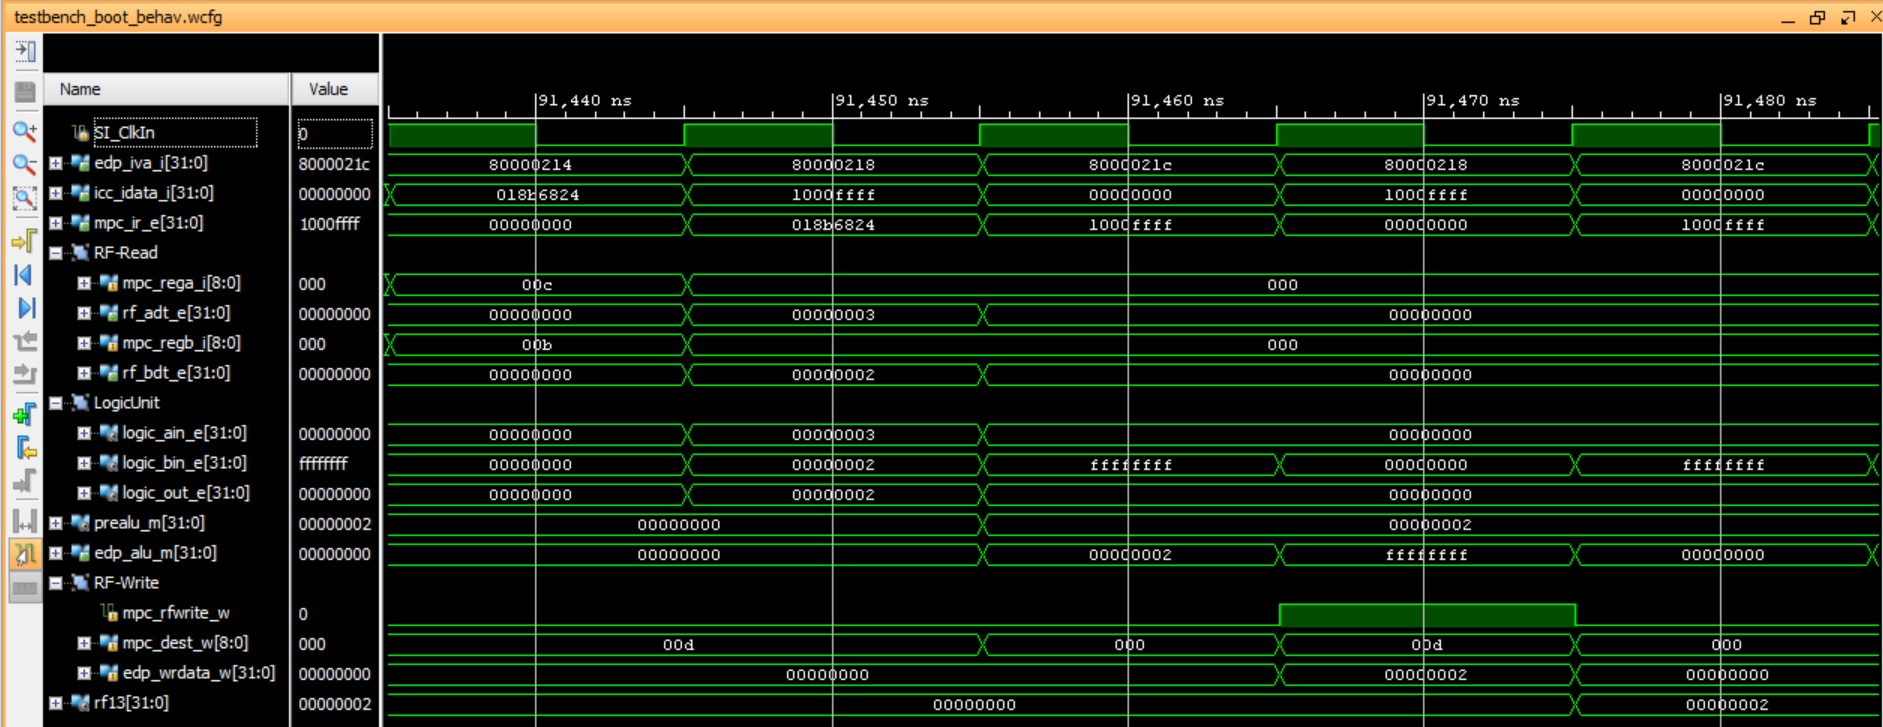 testbench_boot_behav.wcfg
Name Value
91,440 ns 91,450 ns 91,460 ns 91,470 ns 91,480 ns
SI_ClkIn 0
edp_iva_i[31:0] 8000021c 80000214 80000218 8000021c 80000218 8000021c
icc_idata_i[31:0] 00000000 018b6824 1000ffff 00000000 1000ffff 00000000
mpc_ir_e[31:0] 1000ffff 00000000 018b6824 1000ffff 00000000 1000ffff
RF-Read
mpc_rega_i[8:0] 000 00c 000
rf_adt_e[31:0] 00000000 00000000 00000003 00000000
mpc_regb_i[8:0] 000 00b 000
rf_bdt_e[31:0] 00000000 00000000 00000002 00000000
LogicUnit
logic_ain_e[31:0] 00000000 00000000 00000003 00000000
logic_bin_e[31:0] ffffffff 00000000 00000002 ffffffff 00000000 ffffffff
logic_out_e[31:0] 00000000 00000000 00000002 00000000
prealu_m[31:0] 00000002 00000000 00000002
edp_alu_m[31:0] 00000000 00000000 00000002 ffffffff 00000000
RF-Write
mpc_rfwrite_w 0
mpc_dest_w[8:0] 000 00d 000 00d 000
edp_wrdata_w[31:0] 00000000 00000000 00000002 00000000
rf13[31:0] 00000002 00000000 00000002